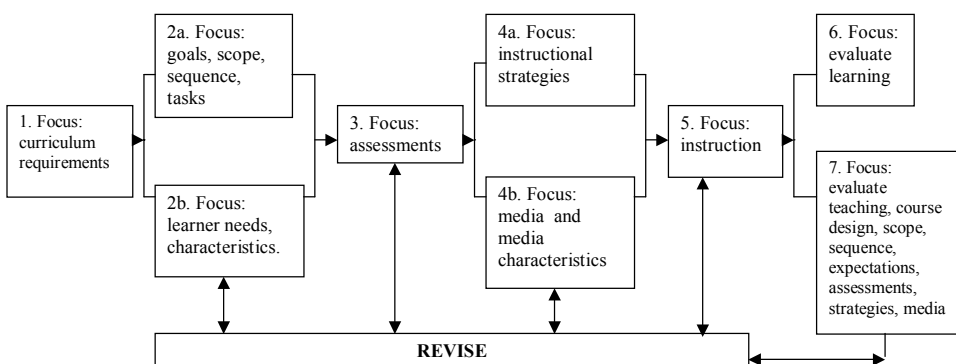 1. Focus:
curriculum
requirements
2a. Focus:
goals, scope,
sequence,
tasks
2b. Focus:
learner needs,
characteristics.
3. Focus:
assessments
4a. Focus:
instructional
strategies
4b. Focus:
media and
media
characteristics
5. Focus:
instruction
6. Focus:
evaluate
learning
7. Focus:
evaluate
teaching, course
design, scope,
sequence,
expectations,
assessments,
strategies, media
REVISE